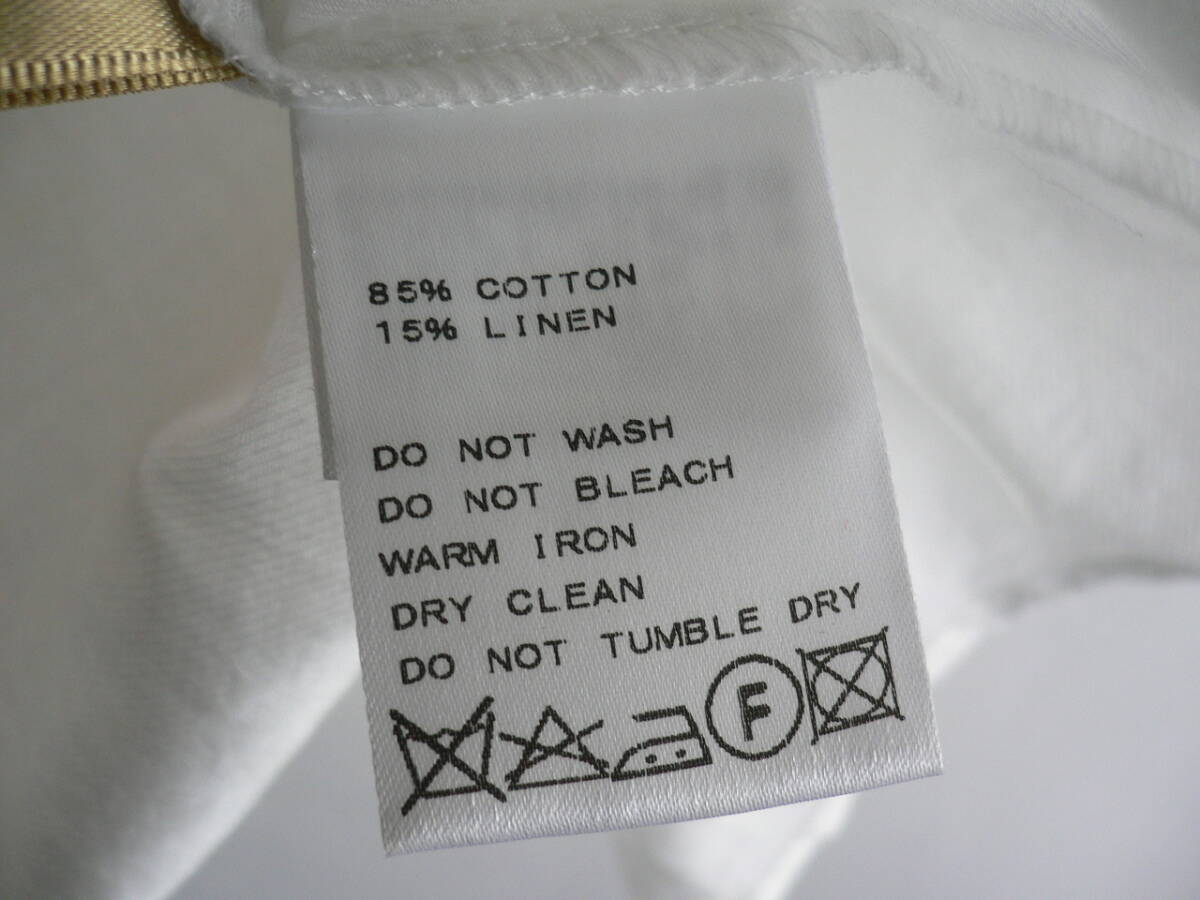 85% COTTON
15% LINEN
DO NOT WASH
DO NOT BLEACH
WARM IRON
DRY CLEAN
DO NOT TUMBLE DRY
F